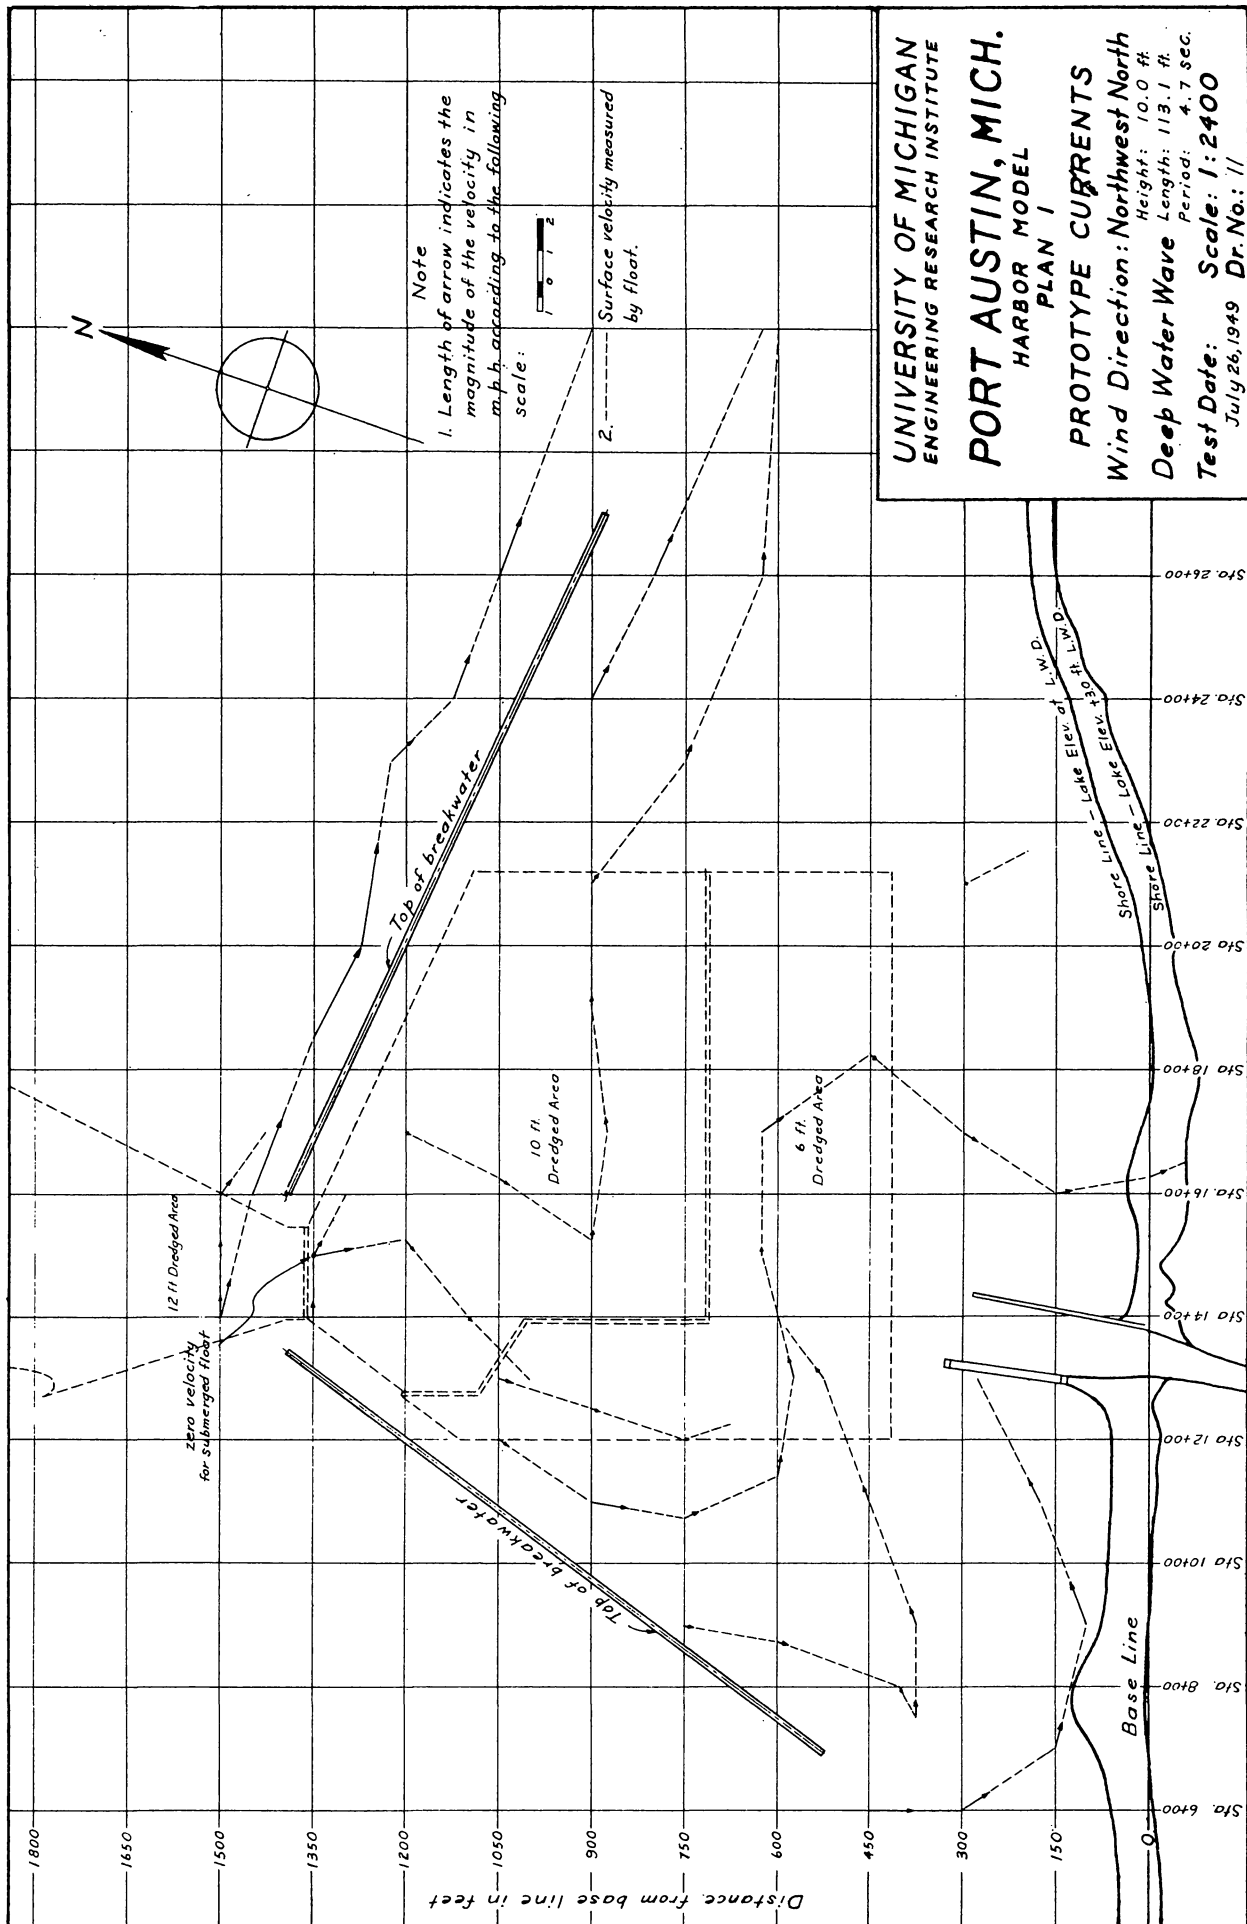 N
Note
1. Length of arrow indicates the
magnitude of the velocity in
m.p.h. according to the following
scale:
1 0 1 2
2. -------- Surface velocity measured
by float.
Top of breakwater
12 ft Dredged Area
zero velocity
for submerged float
10 ft.
Dredged Area
6 ft.
Dredged Area
Top of breakwater
Shore Line - Lake Elev. at L.W.D.
Shore Line - Lake Elev. +3.0 ft. L.W.D.
Base Line
1800
1650
1500
1350
1200
1050
900
750
600
450
300
150
0
Distance from base line in feet
Sta. 6+00
Sta. 8+00
Sta 10+00
Sta 12+00
Sta 14+00
Sta. 16+00
Sta 18+00
Sta 20+00
Sta. 22+00
Sta. 24+00
Sta. 26+00
UNIVERSITY OF MICHIGAN
ENGINEERING RESEARCH INSTITUTE
PORT AUSTIN, MICH.
HARBOR MODEL
PLAN 1
PROTOTYPE CURRENTS
Wind Direction: Northwest North
Deep Water Wave Height: 10.0 ft.
Length: 113.1 ft.
Period: 4.7 sec.
Test Date: Scale: 1:2400
July 26, 1949 Dr. No.: 11